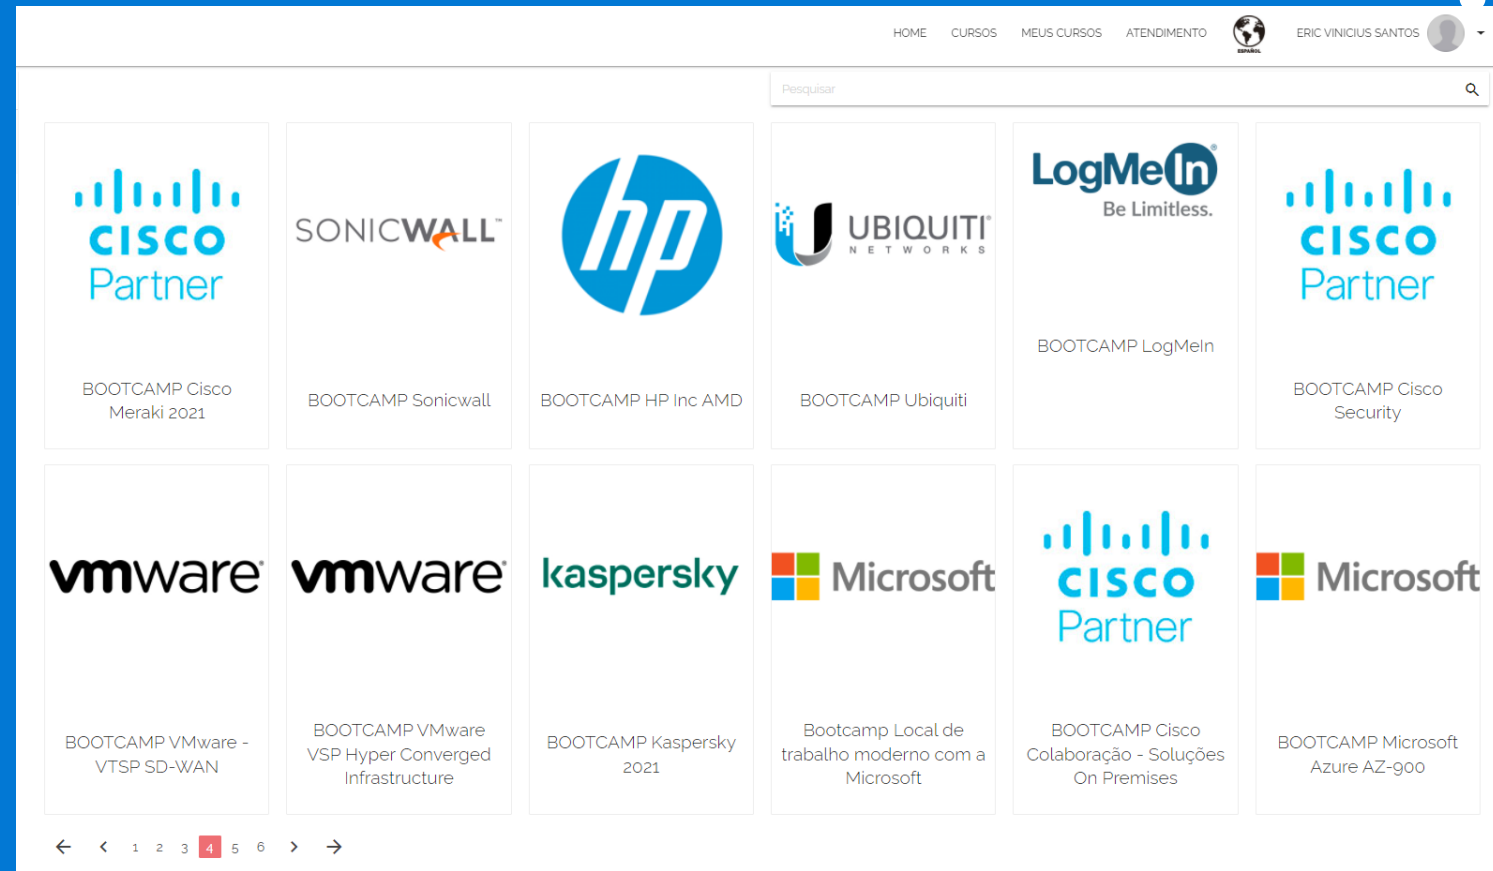 HOME CURSOS MEUS CURSOS ATENDIMENTO ESPAÑOL ERIC VINICIUS SANTOS
Pesquisar
CISCO
Partner
SONICWALL™
hp
UBIQUITI®
NETWORKS
LogMeIn®
Be Limitless.
CISCO
Partner
BOOTCAMP Cisco
Meraki 2021
BOOTCAMP Sonicwall
BOOTCAMP HP Inc AMD
BOOTCAMP Ubiquiti
BOOTCAMP LogMeIn
BOOTCAMP Cisco
Security
vmware®
vmware®
kaspersky
Microsoft
CISCO
Partner
Microsoft
BOOTCAMP VMware -
VTSP SD-WAN
BOOTCAMP VMware
VSP Hyper Converged
Infrastructure
BOOTCAMP Kaspersky
2021
Bootcamp Local de
trabalho moderno com a
Microsoft
BOOTCAMP Cisco
Colaboração - Soluções
On Premises
BOOTCAMP Microsoft
Azure AZ-900
1 2 3 4 5 6